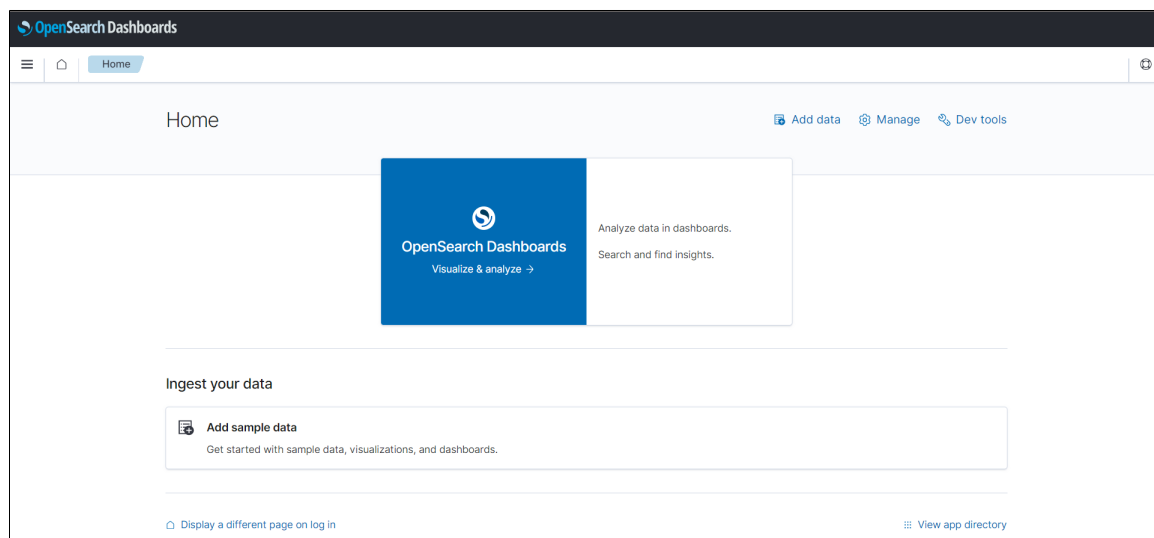 OpenSearch Dashboards
Home
Home
Add data
Manage
Dev tools
OpenSearch Dashboards
Visualize & analyze →
Analyze data in dashboards.
Search and find insights.
Ingest your data
Add sample data
Get started with sample data, visualizations, and dashboards.
Display a different page on log in
View app directory